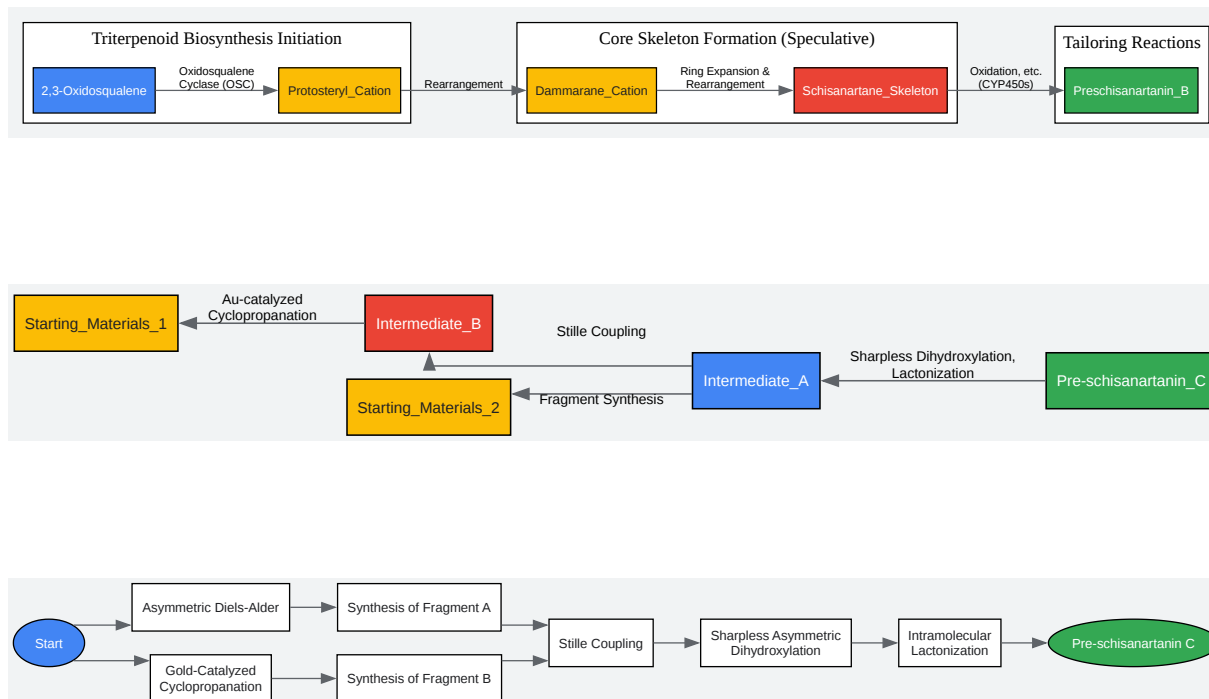 Triterpenoid Biosynthesis Initiation
Core Skeleton Formation (Speculative)
Tailoring Reactions
2,3-Oxidosqualene
Oxidosqualene
Cyclase (OSC)
Protosteryl_Cation
Rearrangement
Dammarane_Cation
Ring Expansion &
Rearrangement
Schisanartane_Skeleton
Oxidation, etc.
(CYP450s)
Preschisanartanin_B
Starting_Materials_1
Au-catalyzed
Cyclopropanation
Intermediate_B
Stille Coupling
Starting_Materials_2
Fragment Synthesis
Intermediate_A
Sharpless Dihydroxylation,
Lactonization
Pre-schisanartanin_C
Start
Asymmetric Diels-Alder
Synthesis of Fragment A
Gold-Catalyzed
Cyclopropanation
Synthesis of Fragment B
Stille Coupling
Sharpless Asymmetric
Dihydroxylation
Intramolecular
Lactonization
Pre-schisanartanin C